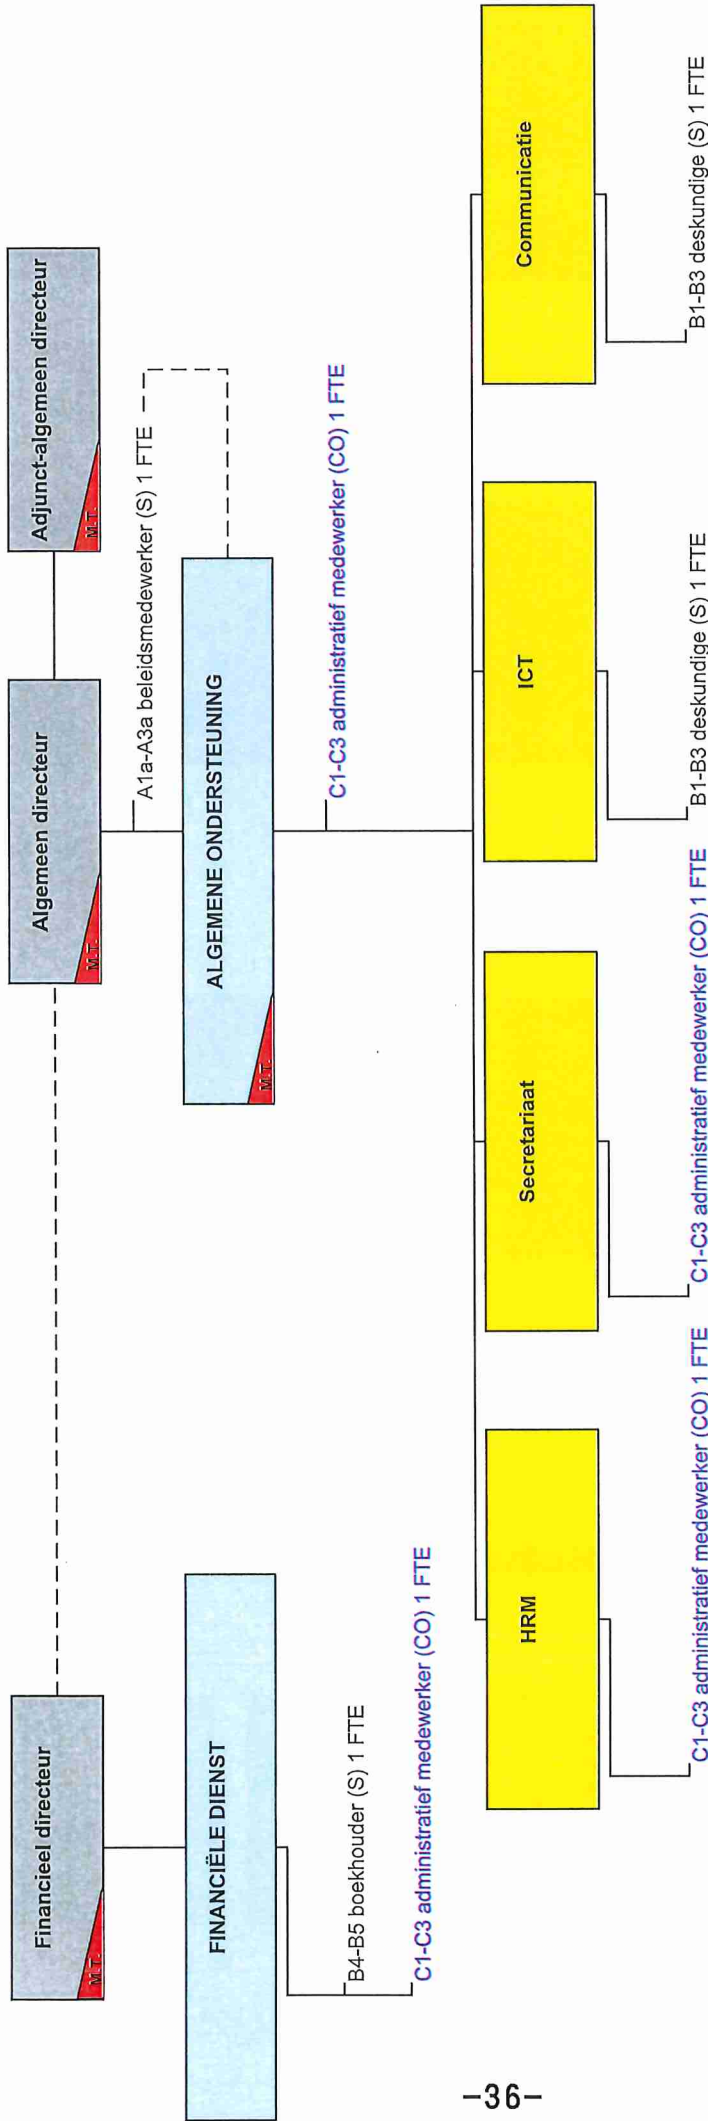 Financieel directeur
M.T.
Algemeen directeur
M.T.
Adjunct-algemeen directeur
M.T.
A1a-A3a beleidsmedewerker (S) 1 FTE
FINANCIËLE DIENST
ALGEMENE ONDERSTEUNING
M.T.
B4-B5 boekhouder (S) 1 FTE
C1-C3 administratief medewerker (CO) 1 FTE
C1-C3 administratief medewerker (CO) 1 FTE
HRM
Secretariaat
ICT
Communicatie
C1-C3 administratief medewerker (CO) 1 FTE
C1-C3 administratief medewerker (CO) 1 FTE
B1-B3 deskundige (S) 1 FTE
B1-B3 deskundige (S) 1 FTE
-36-